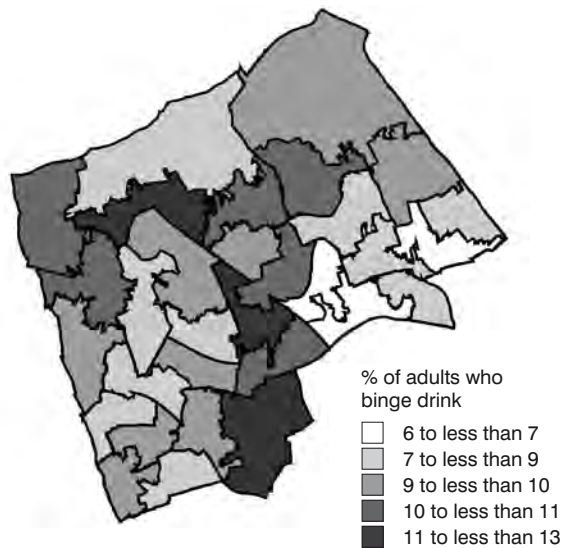 % of adults who
binge drink
6 to less than 7
7 to less than 9
9 to less than 10
10 to less than 11
11 to less than 13